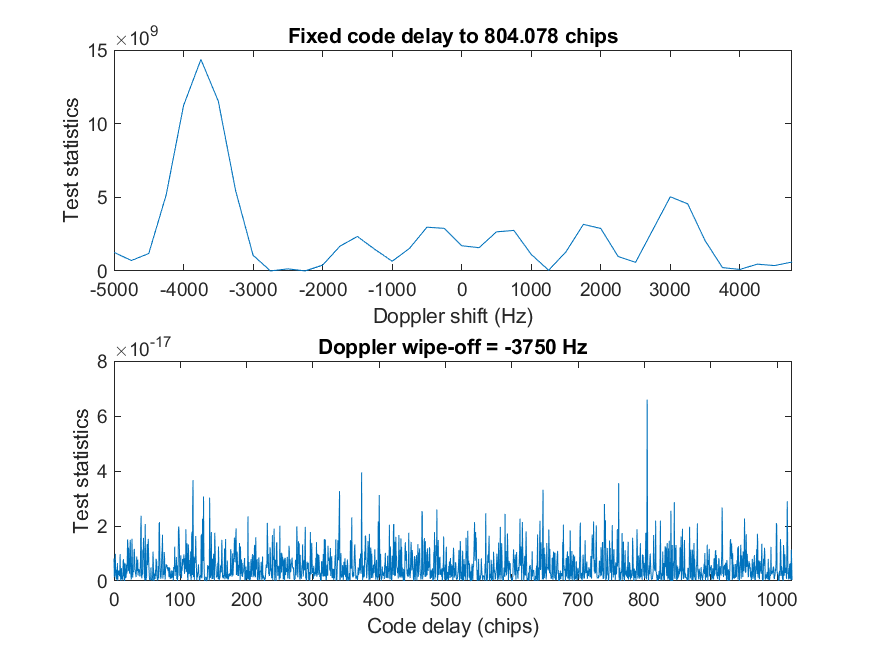 ×10^9
Fixed code delay to 804.078 chips
15
10
5
0
Test statistics
-5000 -4000 -3000 -2000 -1000 0 1000 2000 3000 4000
Doppler shift (Hz)
×10^-17
Doppler wipe-off = -3750 Hz
8
6
4
2
0
Test statistics
0 100 200 300 400 500 600 700 800 900 1000
Code delay (chips)